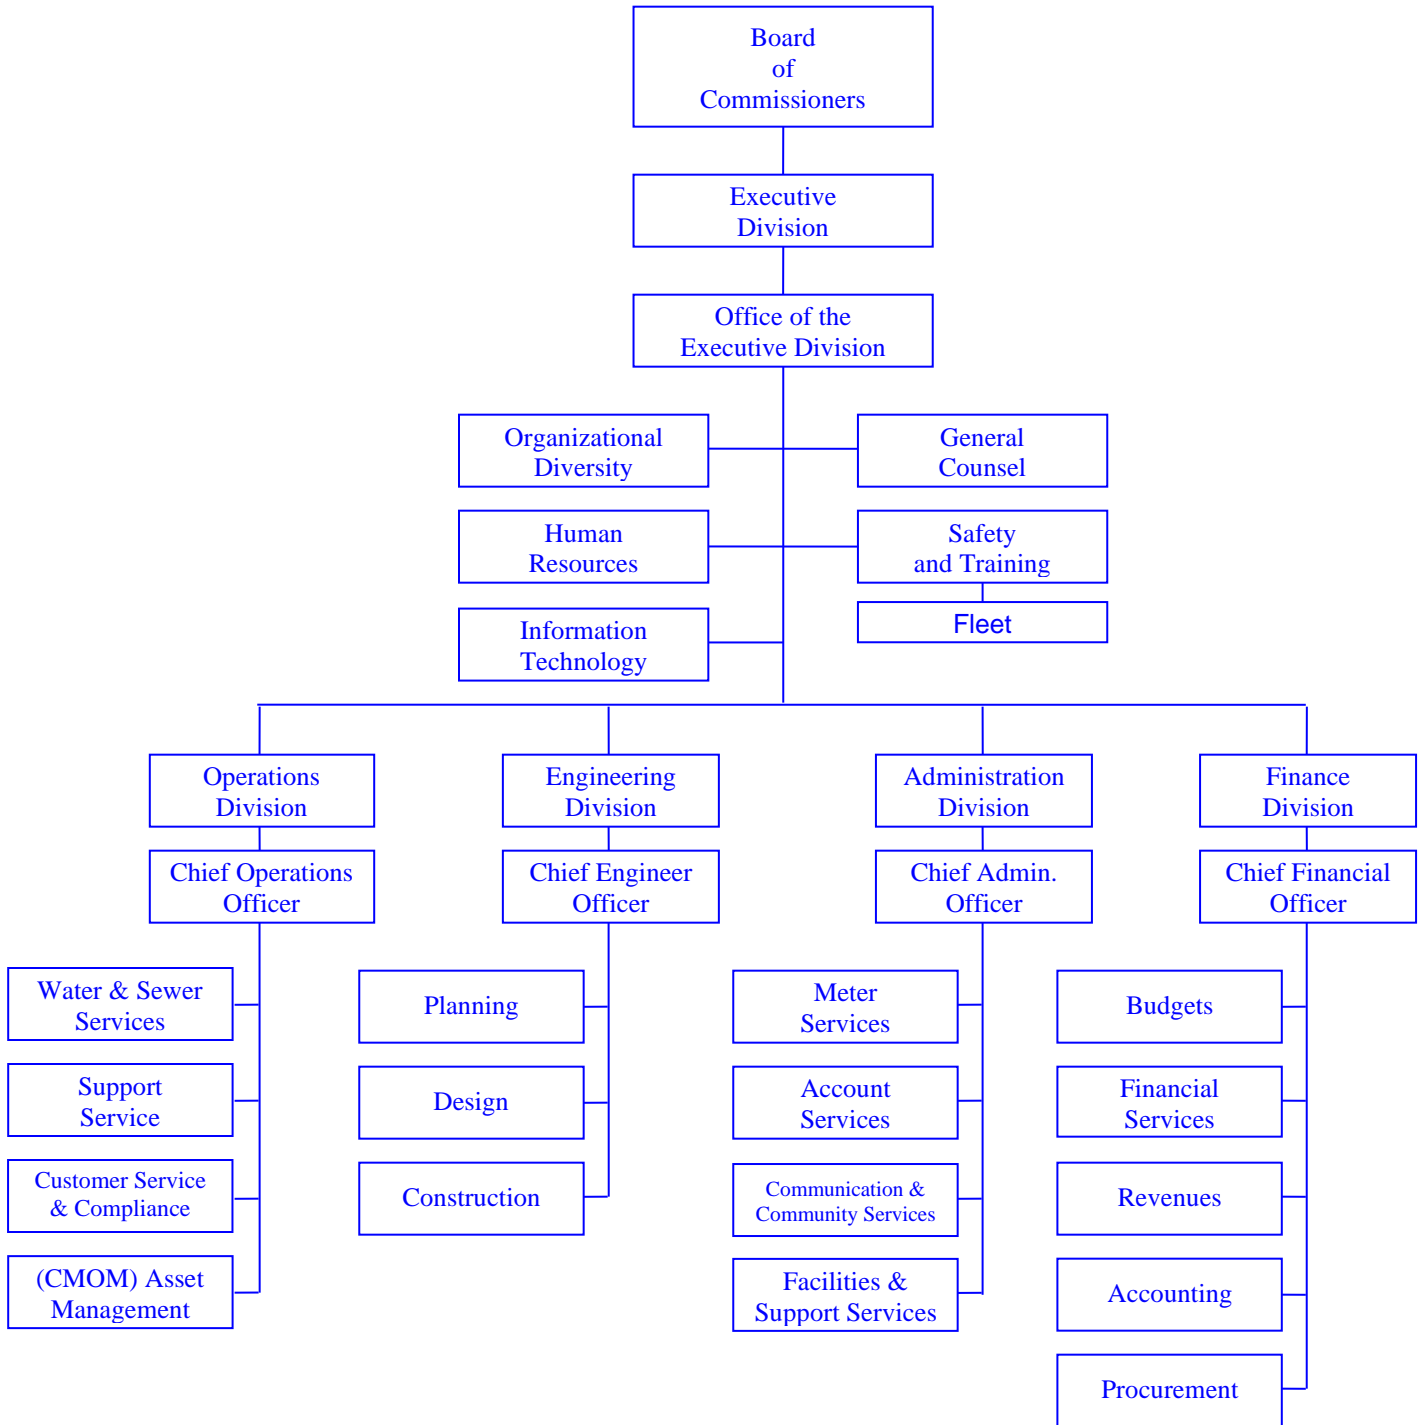 Board
of
Commissioners
Executive
Division
Office of the
Executive Division
Organizational
Diversity
General
Counsel
Human
Resources
Safety
and Training
Fleet
Information
Technology
Operations
Division
Engineering
Division
Administration
Division
Finance
Division
Chief Operations
Officer
Chief Engineer
Officer
Chief Admin.
Officer
Chief Financial
Officer
Water & Sewer
Services
Planning
Meter
Services
Budgets
Support
Service
Design
Account
Services
Financial
Services
Customer Service
& Compliance
Construction
Communication &
Community Services
Revenues
(CMOM) Asset
Management
Facilities &
Support Services
Accounting
Procurement